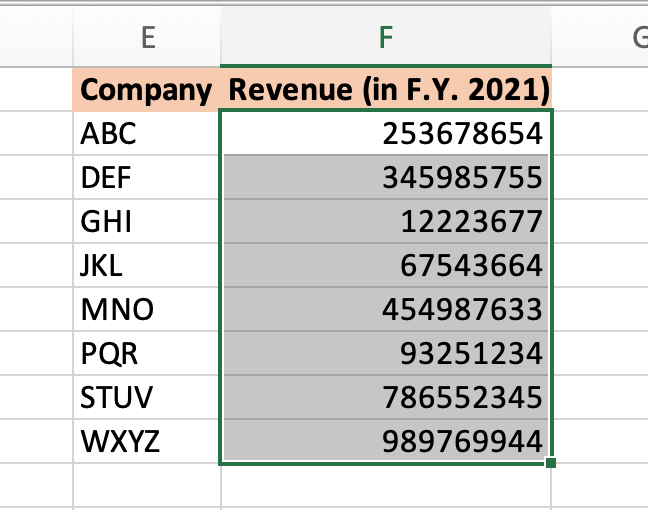 E F G
Company Revenue (in F.Y. 2021)
ABC 253678654
DEF 345985755
GHI 12223677
JKL 67543664
MNO 454987633
PQR 93251234
STUV 786552345
WXYZ 989769944